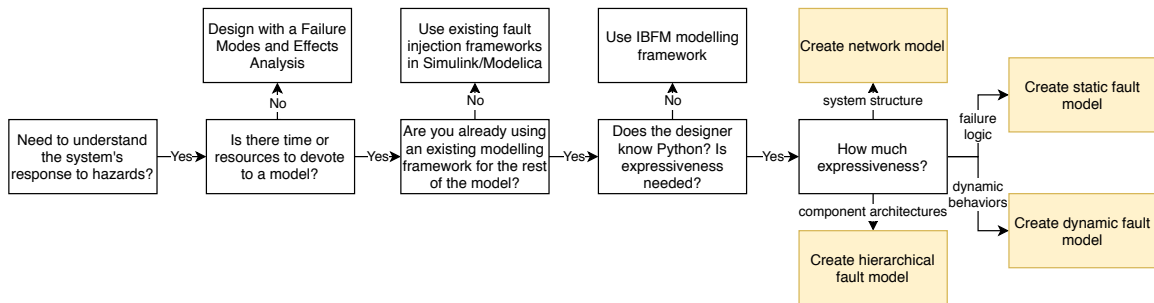 Need to understand
the system's
response to hazards?
Yes
Design with a Failure
Modes and Effects
Analysis
No
Is there time or
resources to devote
to a model?
Yes
Use existing fault
injection frameworks
in Simulink/Modelica
No
Are you already using
an existing modelling
framework for the rest
of the model?
Yes
Use IBFM modelling
framework
No
Does the designer
know Python? Is
expressiveness
needed?
Yes
Create network model
system structure
How much
expressiveness?
component architectures
Create hierarchical
fault model
failure
logic
Create static fault
model
dynamic
behaviors
Create dynamic fault
model